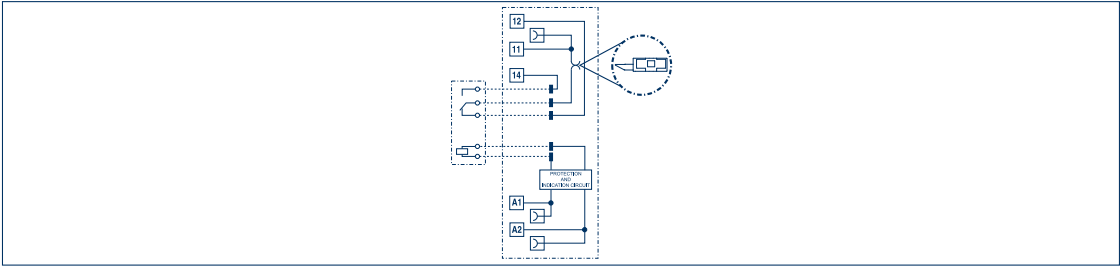 12
11
14
PROTECTION
AND
INDICATION CIRCUIT
A1
A2